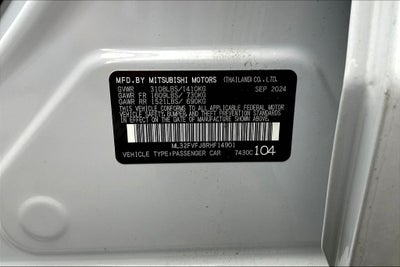 MFD.BY MITSUBISHI MOTORS (THAILAND) CO., LTD.
GVWR 3108LBS/1410KG SEP 2024
GAWR FR 1609LBS/ 730KG
GAWR RR 1521LBS/ 690KG
THIS VEHICLE CONFORMS TO ALL APPLICABLE FEDERAL
MOTOR VEHICLE SAFETY, BUMPER, AND THEFT PREVENTION
STANDARDS IN EFFECT ON THE DATE OF MANUFACTURE
SHOWN ABOVE.
ML32FVFJ8RHF14901
VEHICLE TYPE:PASSENGER CAR 7430C 104